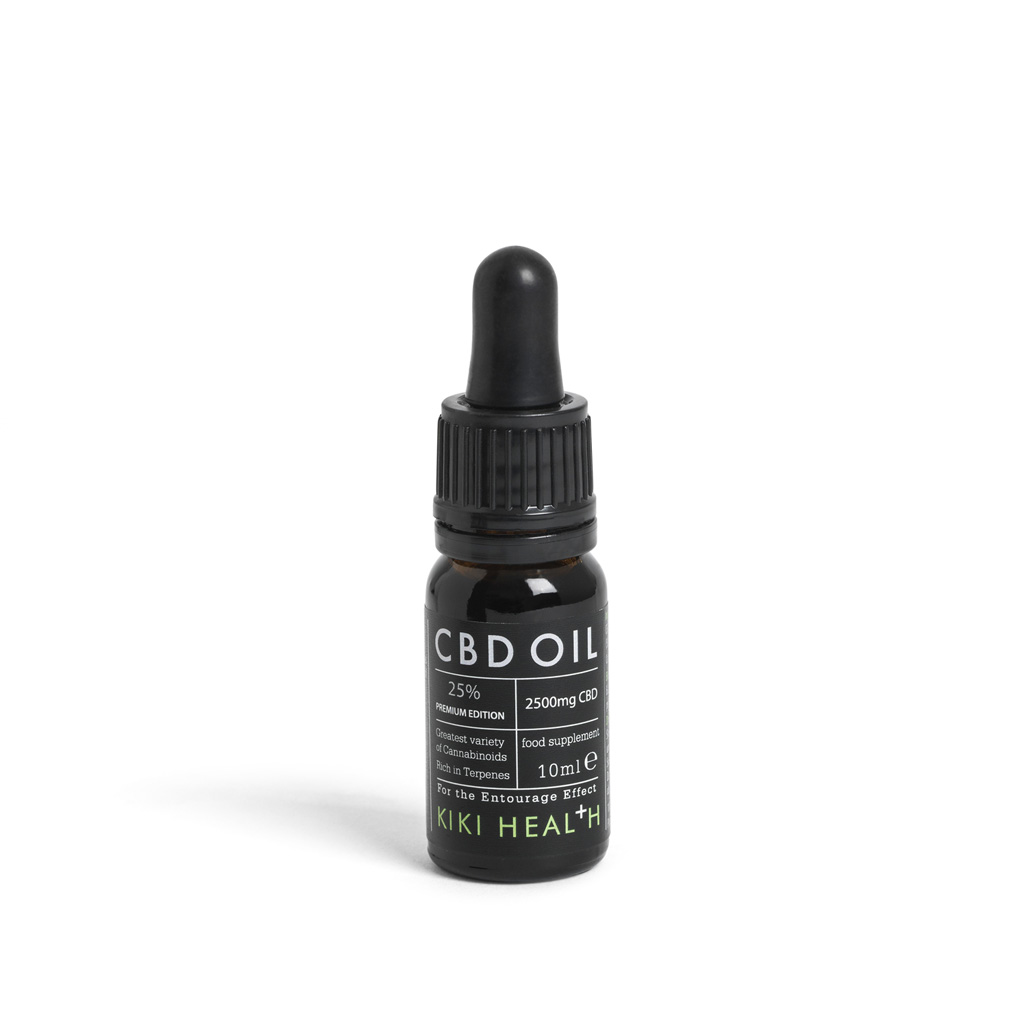 CBD OIL
25%
PREMIUM EDITION
2500mg CBD
Greatest variety
of Cannabinoids
Rich in Terpenes
food supplement
10ml ℮
For the Entourage Effect
KIKI HEAL+H